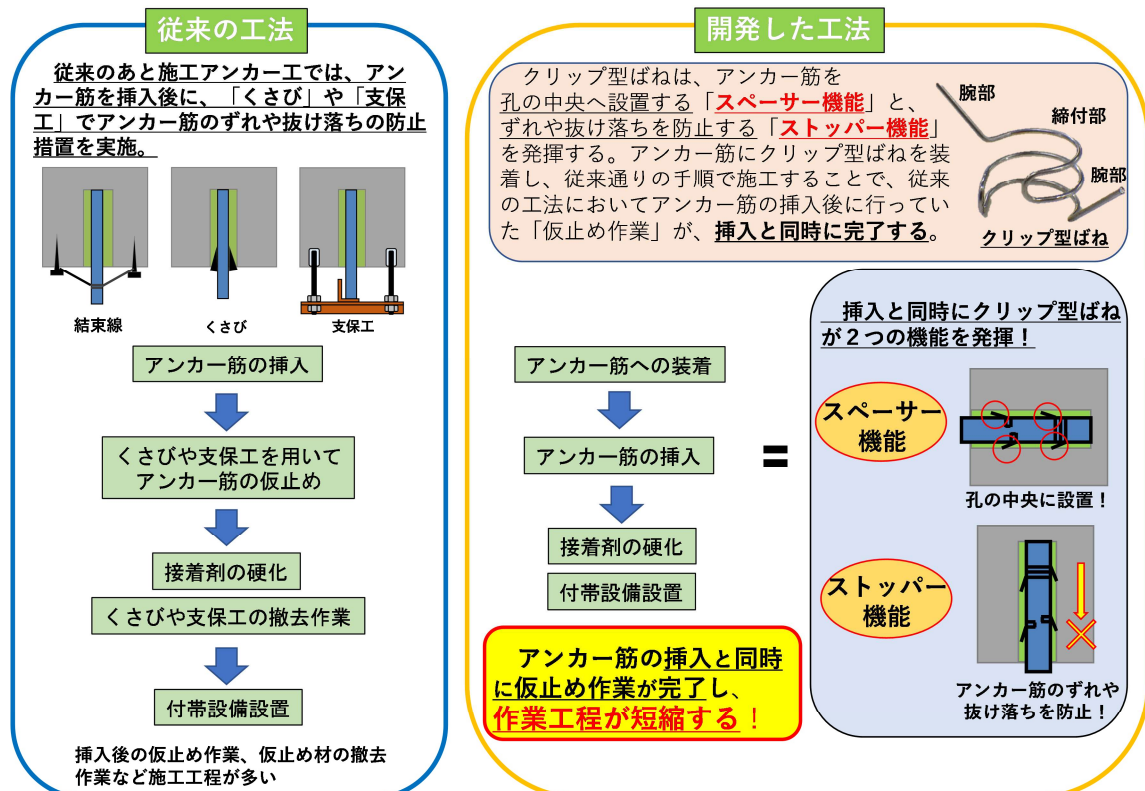 従来の工法
従来のあと施工アンカー工では、アン
カー筋を挿入後に、「くさび」や「支保
工」でアンカー筋のずれや抜け落ちの防止
措置を実施。
結束線
くさび
支保工
アンカー筋の挿入
くさびや支保工を用いて
アンカー筋の仮止め
接着剤の硬化
くさびや支保工の撤去作業
付帯設備設置
挿入後の仮止め作業、仮止め材の撤去
作業など施工工程が多い
開発した工法
クリップ型ばねは、アンカー筋を
孔の中央へ設置する「スペーサー機能」と、
ずれや抜け落ちを防止する「ストッパー機能」
を発揮する。アンカー筋にクリップ型ばねを装
着し、従来通りの手順で施工することで、従来
の工法においてアンカー筋の挿入後に行ってい
た「仮止め作業」が、挿入と同時に完了する。
腕部
締付部
腕部
クリップ型ばね
アンカー筋への装着
アンカー筋の挿入
接着剤の硬化
付帯設備設置
アンカー筋の挿入と同時
に仮止め作業が完了し、
作業工程が短縮する！
=
挿入と同時にクリップ型ばね
が２つの機能を発揮！
スペーサー
機能
孔の中央に設置！
ストッパー
機能
アンカー筋のずれや
抜け落ちを防止！